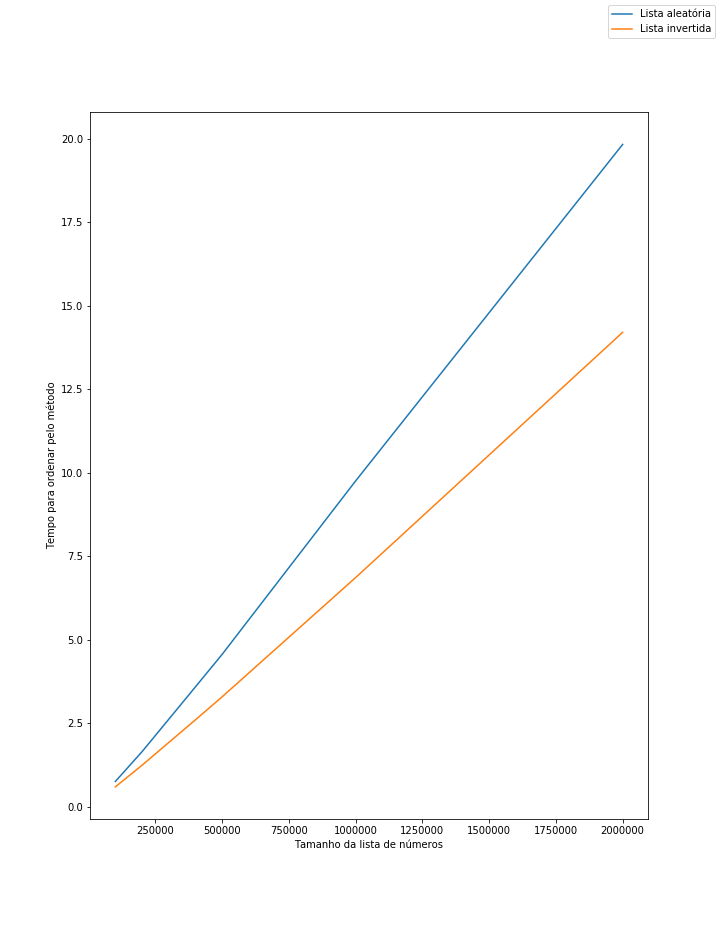 Lista aleatória
Lista invertida
20.0
17.5
15.0
12.5
10.0
7.5
5.0
2.5
0.0
Tempo para ordenar pelo método
250000 500000 750000 1000000 1250000 1500000 1750000 2000000
Tamanho da lista de números